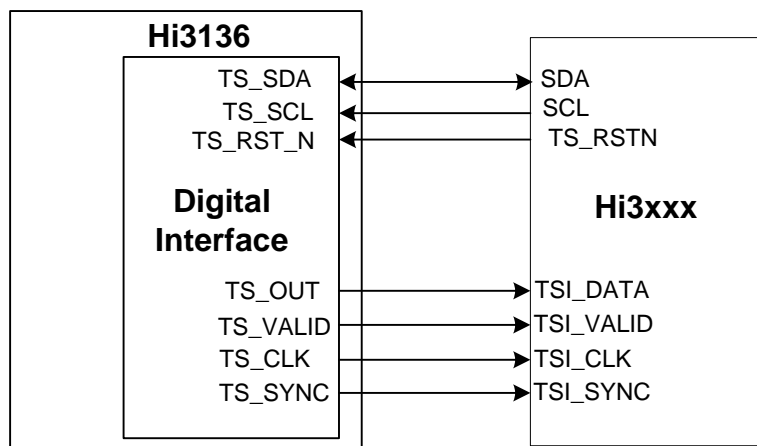 Hi3136
TS_SDA
SDA
TS_SCL
SCL
TS_RST_N
TS_RSTN
Digital
Interface
Hi3xxx
TS_OUT
TSI_DATA
TS_VALID
TSI_VALID
TS_CLK
TSI_CLK
TS_SYNC
TSI_SYNC